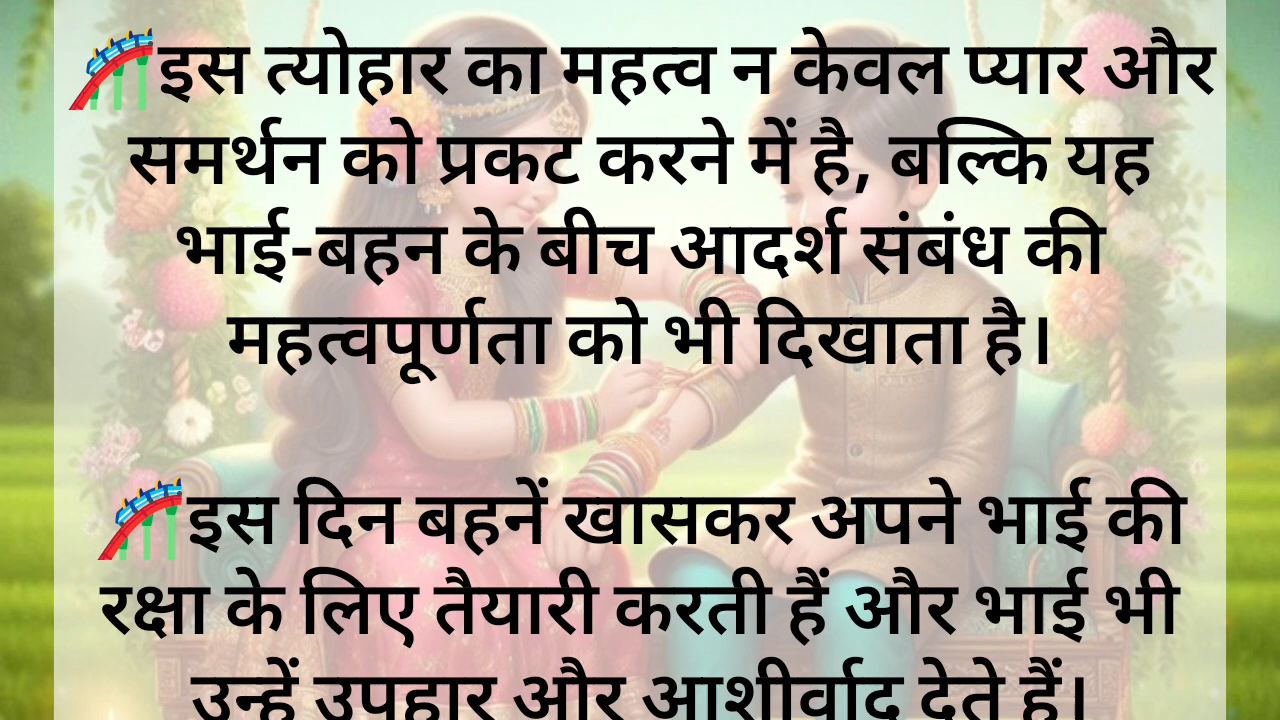 🎢इस त्योहार का महत्व न केवल प्यार और
समर्थन को प्रकट करने में है, बल्कि यह
भाई-बहन के बीच आदर्श संबंध की
महत्वपूर्णता को भी दिखाता है।
🎢इस दिन बहनें खासकर अपने भाई की
रक्षा के लिए तैयारी करती हैं और भाई भी
उन्हें उपहार और आशीर्वाद देते हैं।